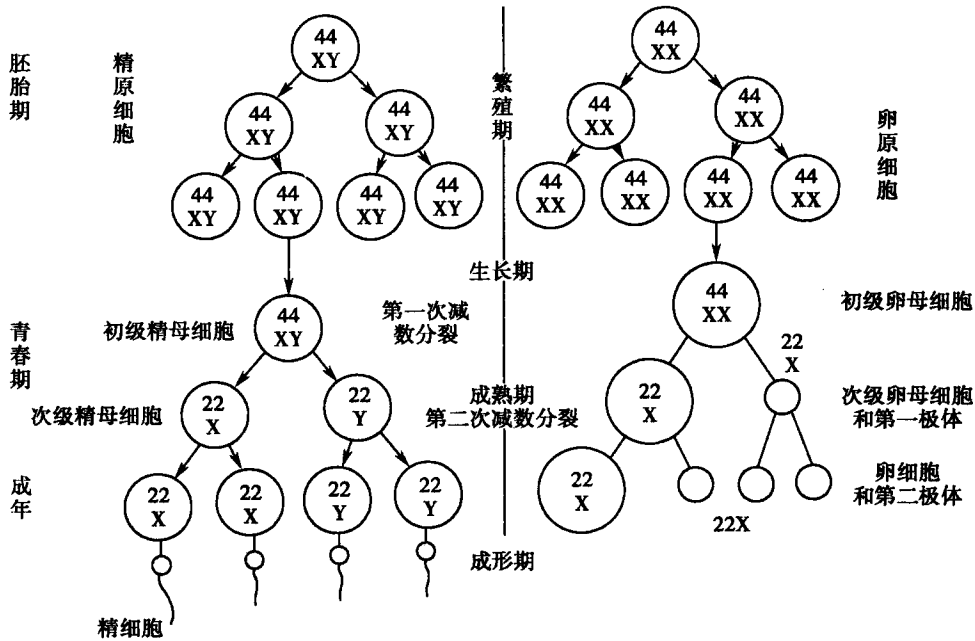 44
XY
44
XX
胚胎期
精原细胞
繁殖期
卵原细胞
44
XY
44
XY
44
XX
44
XX
44
XY
44
XY
44
XY
44
XY
44
XX
44
XX
44
XX
44
XX
生长期
青春期
初级精母细胞
44
XY
第一次减
数分裂
44
XX
初级卵母细胞
22
X
次级精母细胞
22
X
22
Y
成熟期
第二次减数分裂
22
X
次级卵母细胞
和第一极体
成年
22
X
22
X
22
Y
22
Y
22
X
22X
卵细胞
和第二极体
成形期
精细胞